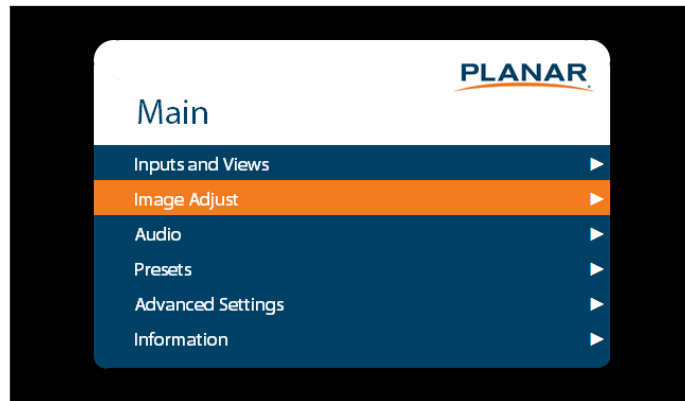 PLANAR
Main
Inputs and Views
Image Adjust
Audio
Presets
Advanced Settings
Information